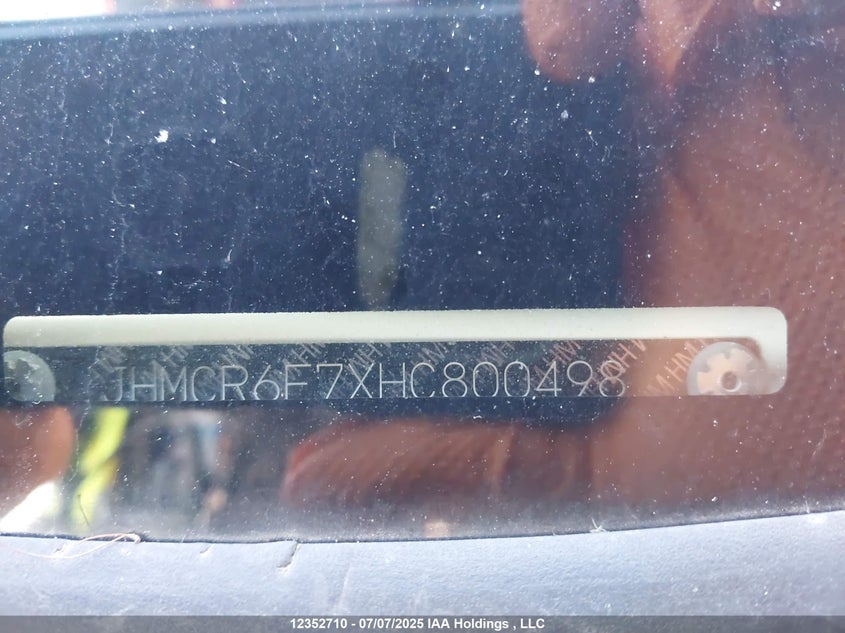 JHMCR6F7XHC800498
12352710 - 07/07/2025 IAA Holdings , LLC